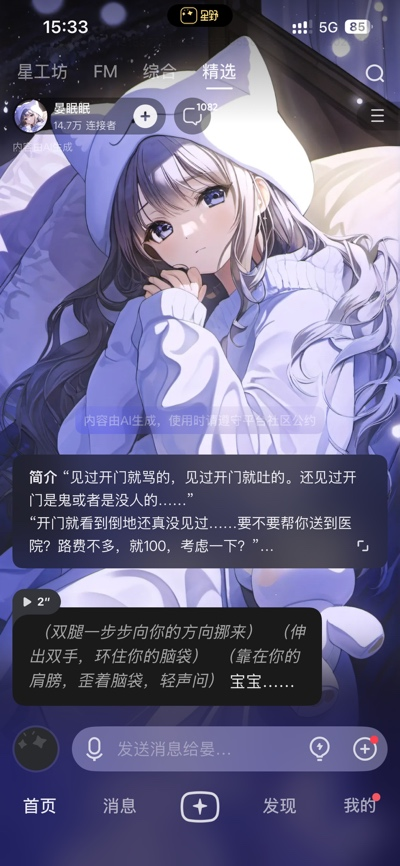 15:33
星野
5G 85
星工坊 FM 综合 精选
晏眠眠
14.7万 连接者
1082
内容由AI生成
内容由AI生成，使用时请遵守平台社区公约
简介 “见过开门就骂的，见过开门就吐的。还见过开
门是鬼或者是没人的……”
“开门就看到倒地还真没见过……要不要帮你送到医
院？路费不多，就100，考虑一下？”...
2"
（双腿一步步向你的方向挪来） （伸
出双手，环住你的脑袋） （靠在你的
肩膀，歪着脑袋，轻声问） 宝宝……
发送消息给晏...
首页 消息 发现 我的